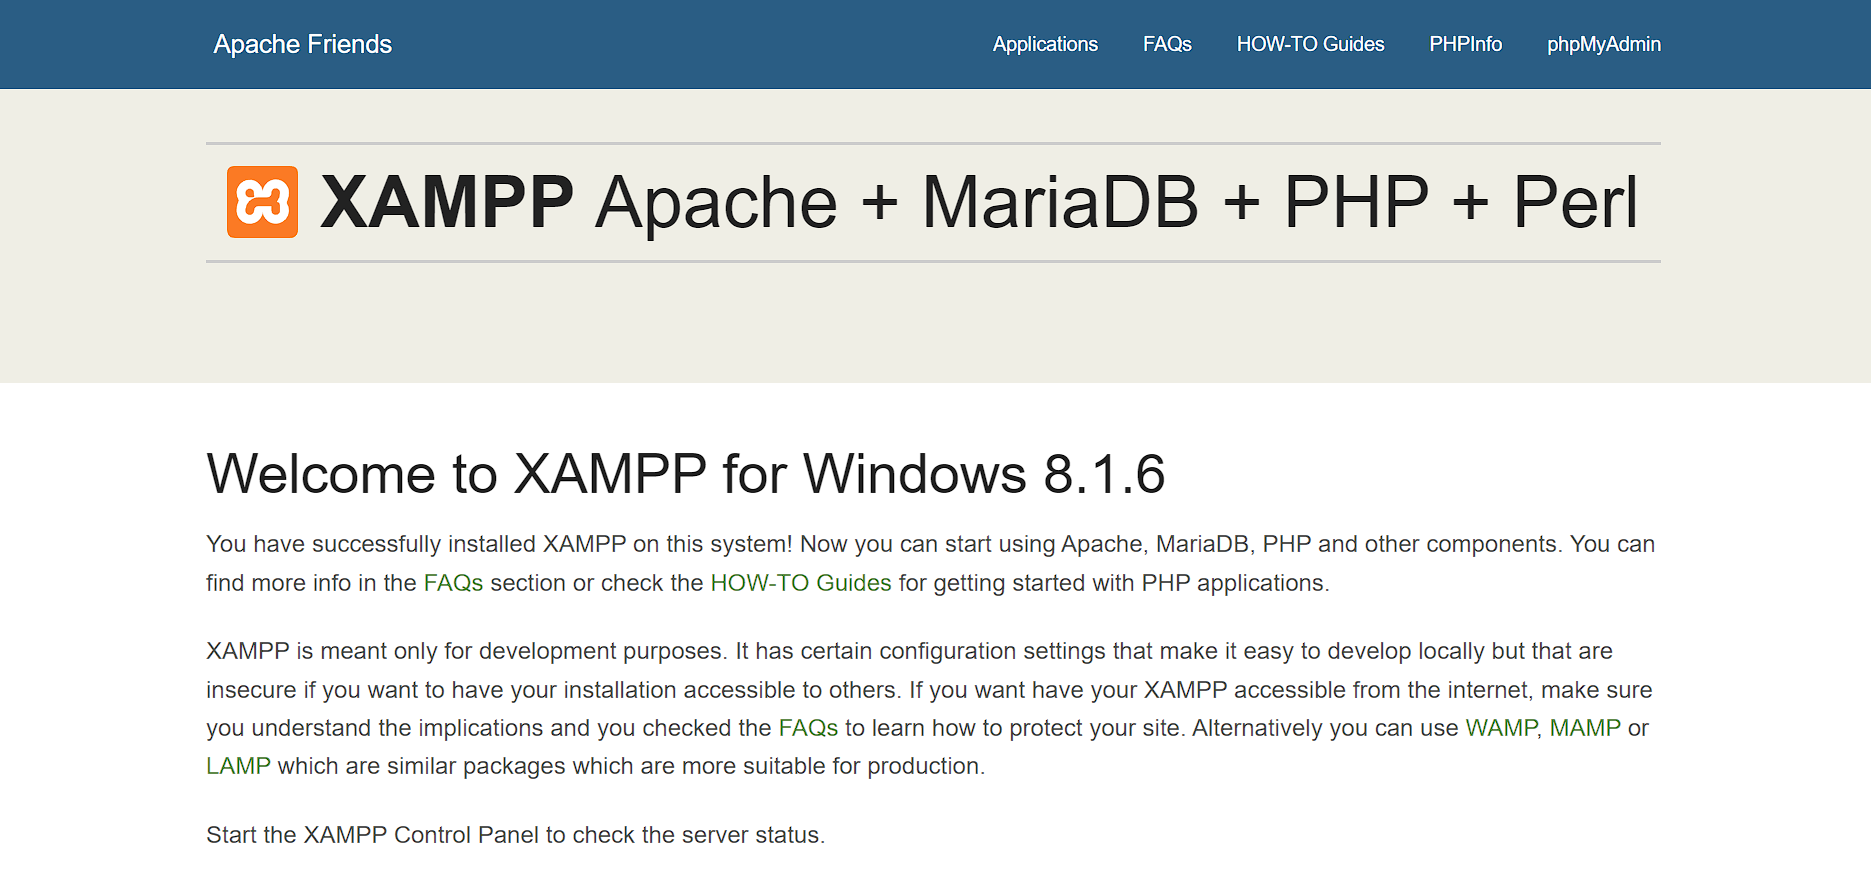 Apache Friends
Applications
FAQs
HOW-TO Guides
PHPInfo
phpMyAdmin
XAMPP Apache + MariaDB + PHP + Perl
Welcome to XAMPP for Windows 8.1.6
You have successfully installed XAMPP on this system! Now you can start using Apache, MariaDB, PHP and other components. You can
find more info in the FAQs section or check the HOW-TO Guides for getting started with PHP applications.
XAMPP is meant only for development purposes. It has certain configuration settings that make it easy to develop locally but that are
insecure if you want to have your installation accessible to others. If you want have your XAMPP accessible from the internet, make sure
you understand the implications and you checked the FAQs to learn how to protect your site. Alternatively you can use WAMP, MAMP or
LAMP which are similar packages which are more suitable for production.
Start the XAMPP Control Panel to check the server status.